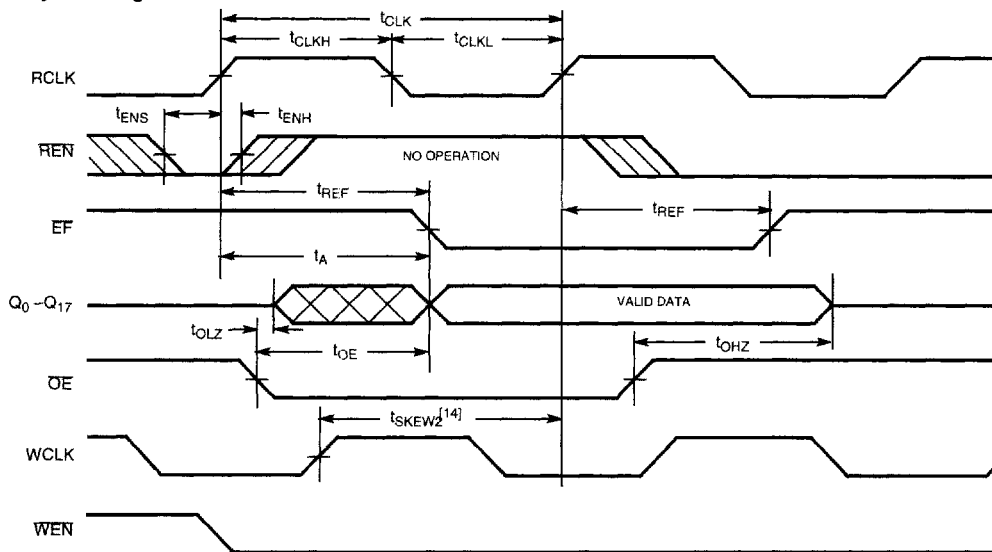 tCLK
tCLKH
tCLKL
RCLK
tENS
tENH
REN
NO OPERATION
tREF
tREF
EF
tA
Q0 –Q17
VALID DATA
tOLZ
tOE
tOHZ
OE
tSKEW2[14]
WCLK
WEN